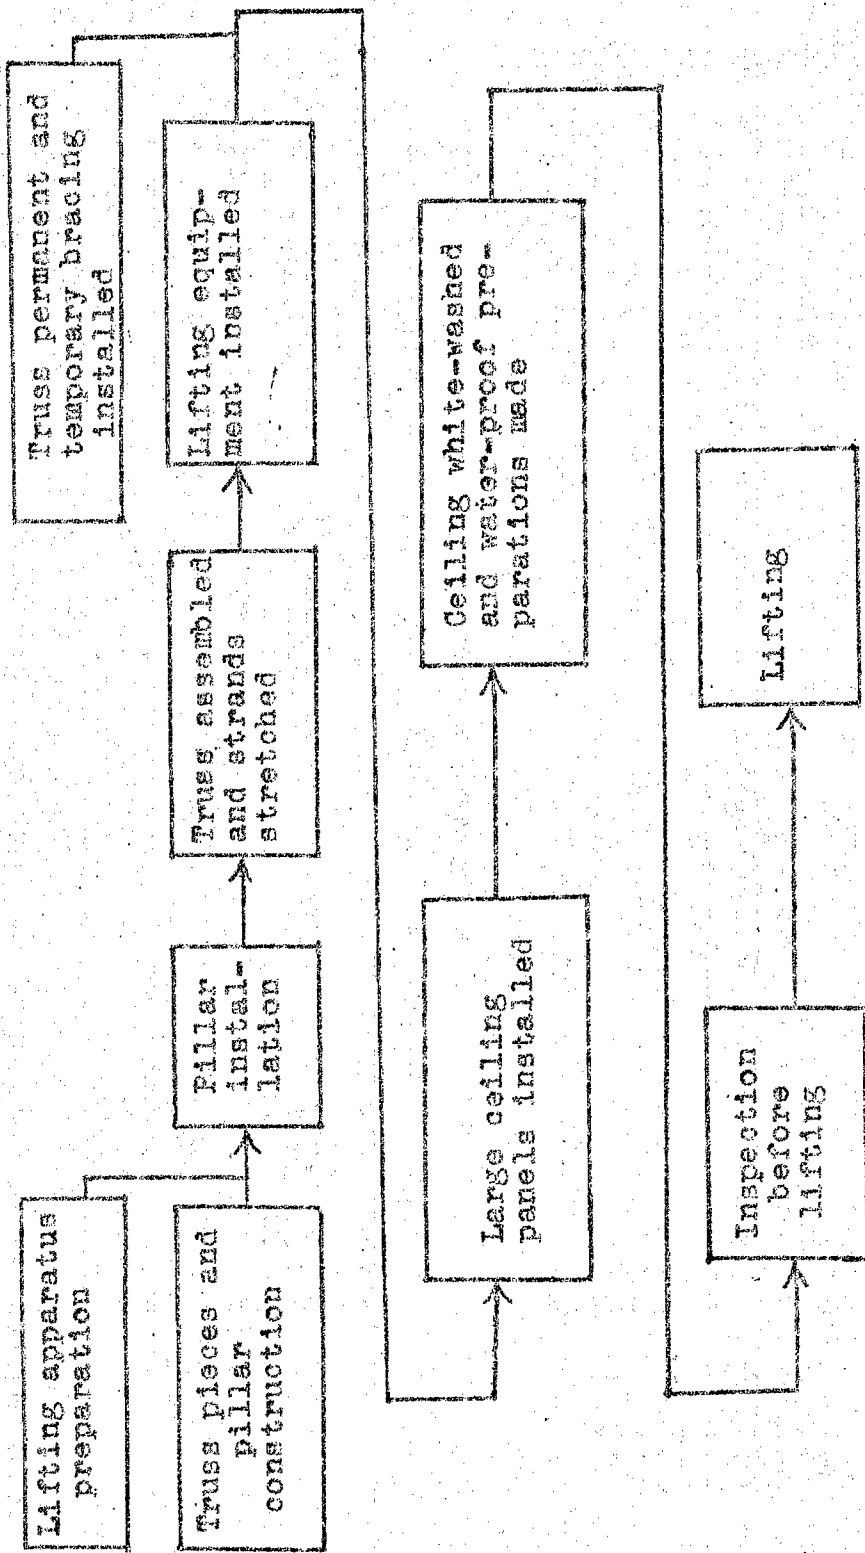 Lifting apparatus
preparation
Truss permanent and
temporary bracing
installed
Truss pieces and
pillar
construction
Pillar
instal-
lation
Truss assembled
and strands
stretched
Lifting equip-
ment installed
Large ceiling
panels installed
Ceiling white-washed
and water-proof pre-
parations made
Inspection
before
lifting
Lifting